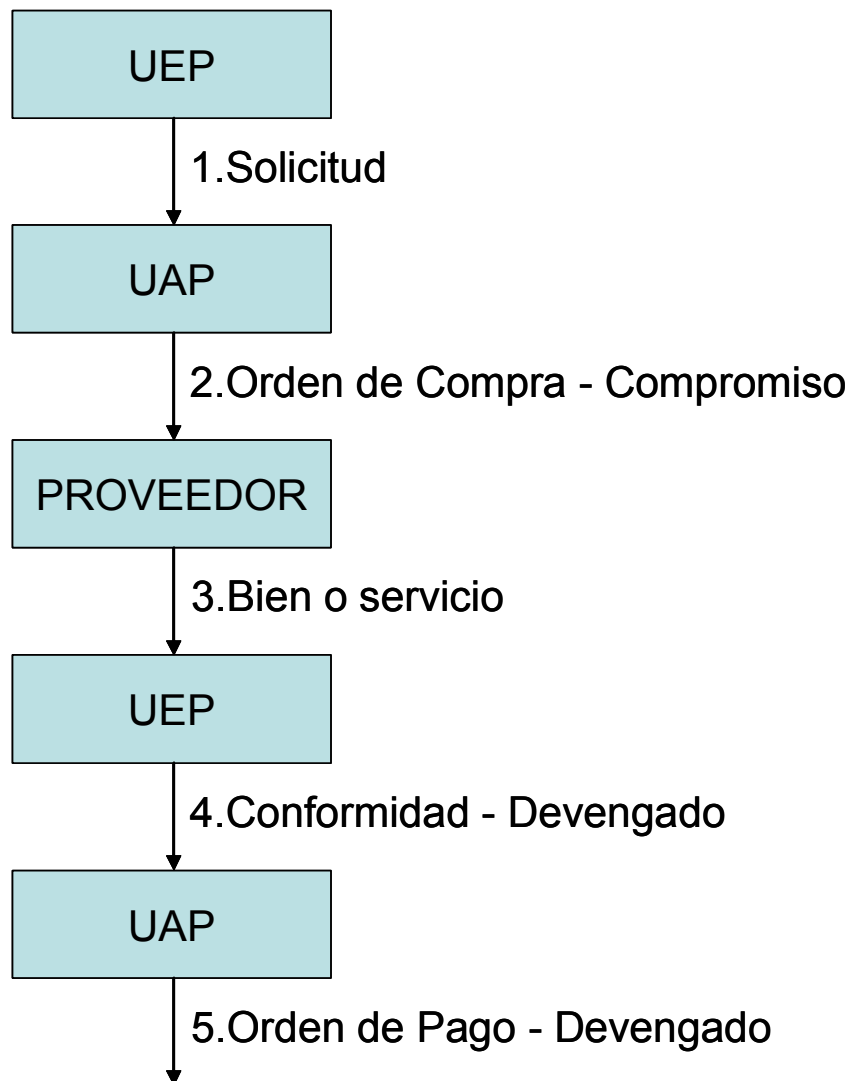 UEP
1.Solicitud
UAP
2.Orden de Compra - Compromiso
PROVEEDOR
3.Bien o servicio
UEP
4.Conformidad - Devengado
UAP
5.Orden de Pago - Devengado